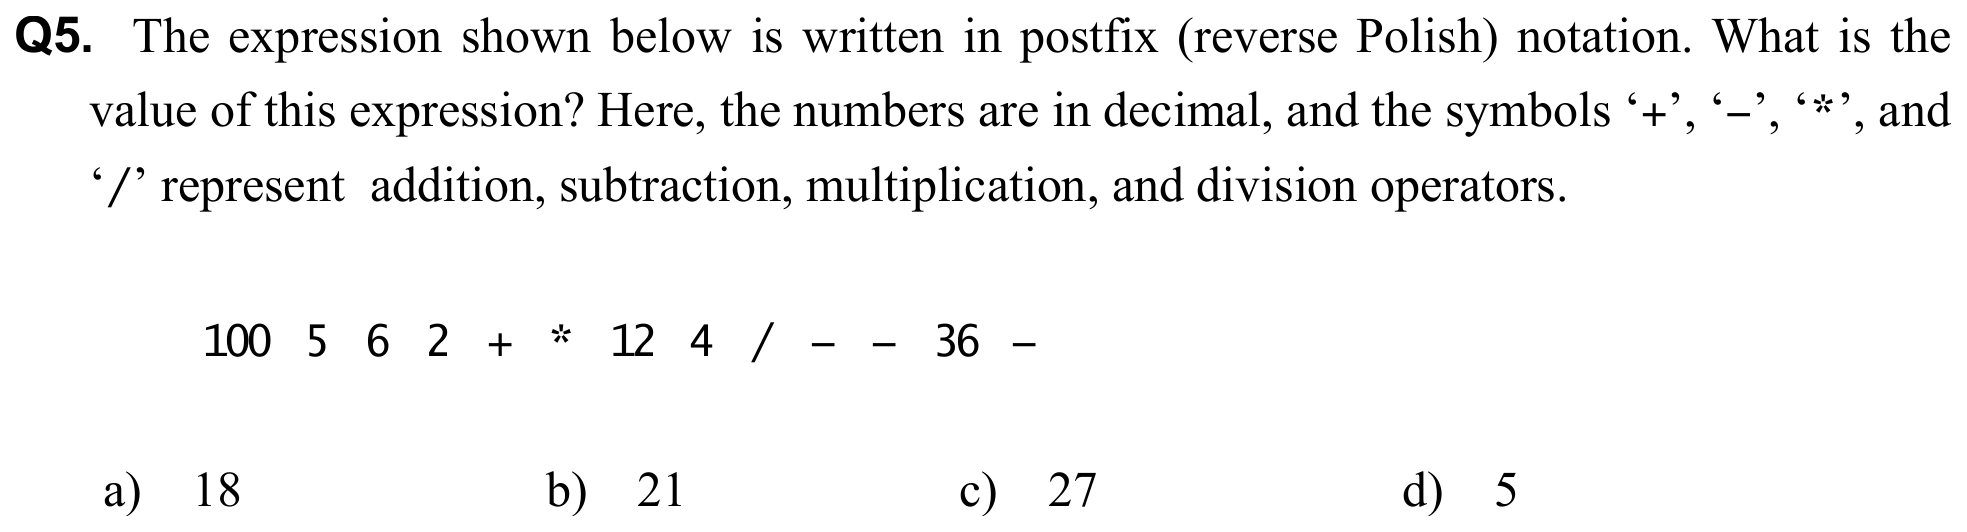 Q5. The expression shown below is written in postfix (reverse Polish) notation. What is the
value of this expression? Here, the numbers are in decimal, and the symbols ‘+’, ‘−’, ‘*’, and
‘/’ represent addition, subtraction, multiplication, and division operators.
100 5 6 2 + * 12 4 / − − 36 −
a) 18 b) 21 c) 27 d) 5